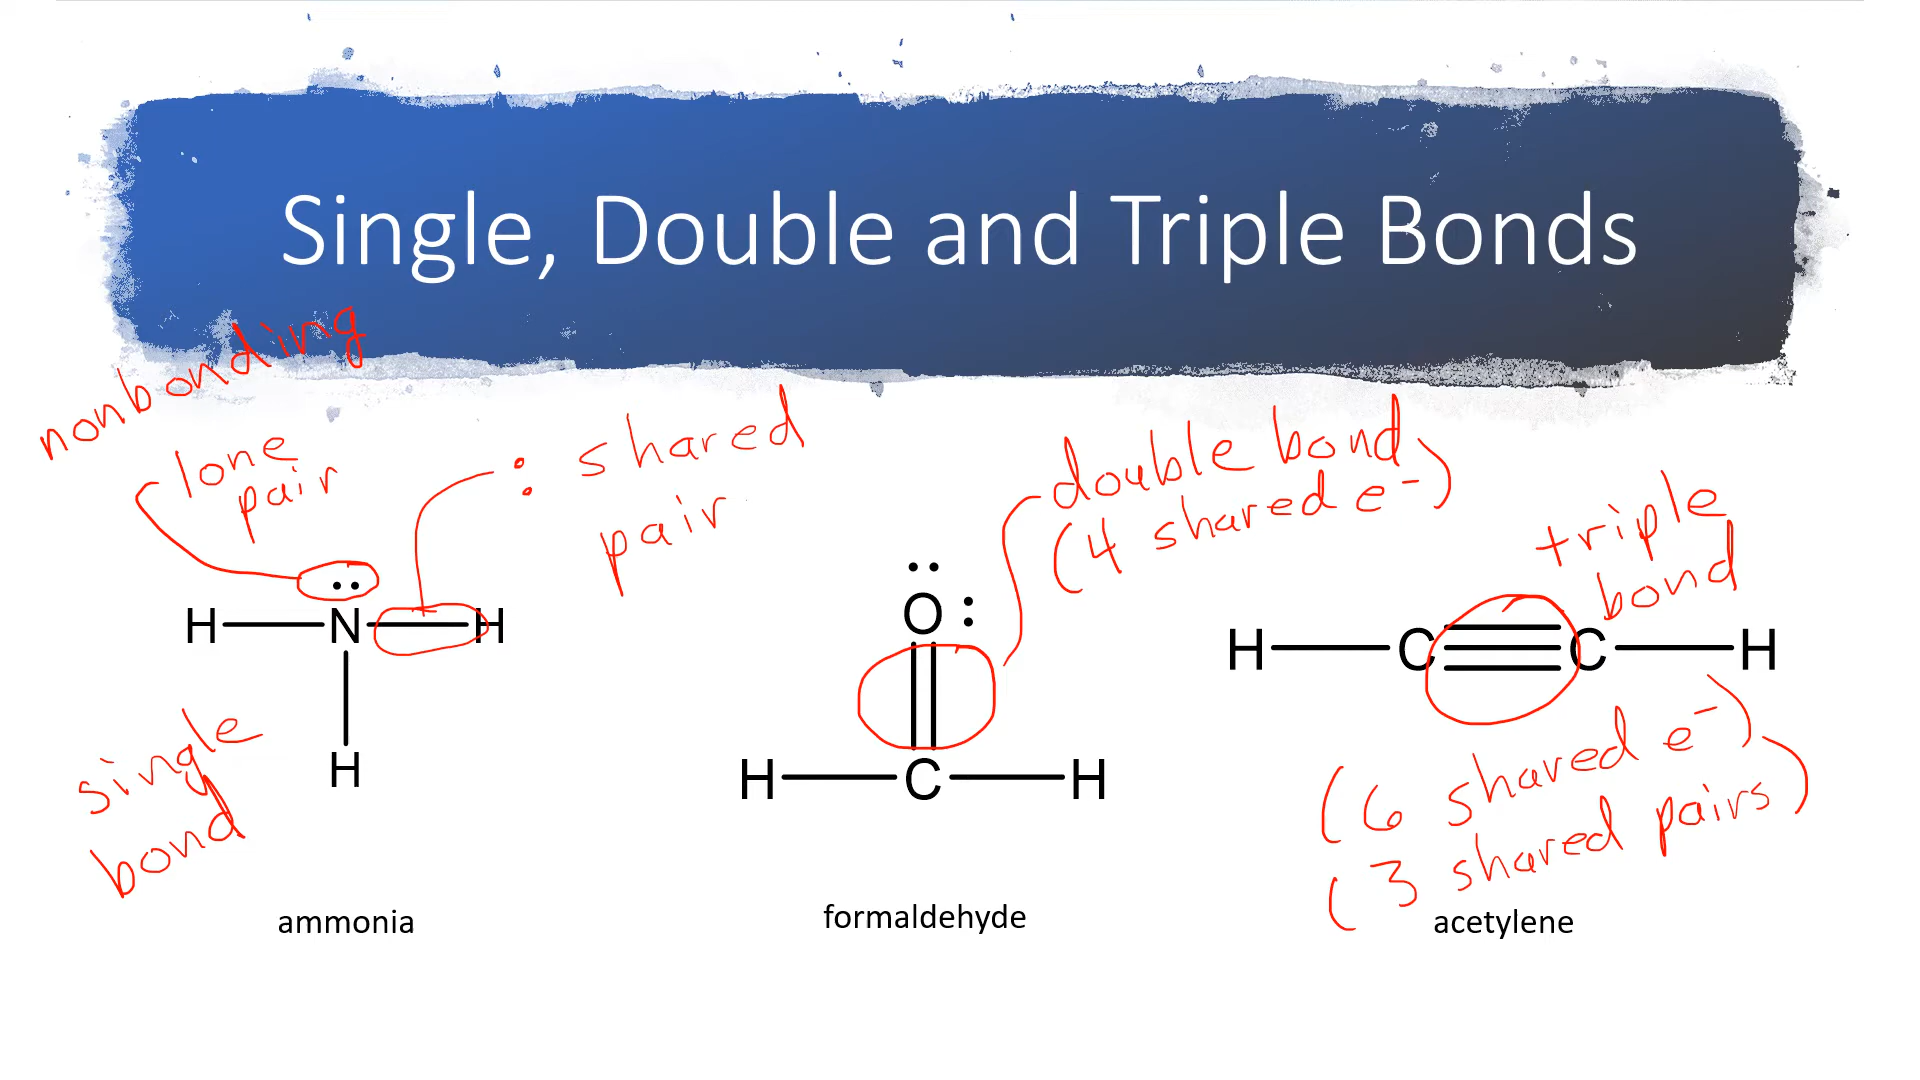 Single, Double and Triple Bonds
nonbonding
lone
pair
: shared
pair
H N H
H
single
bond
ammonia
double bond
(4 shared e⁻)
O
H C H
formaldehyde
triple
bond
H C C H
(6 shared e⁻)
(3 shared pairs)
acetylene